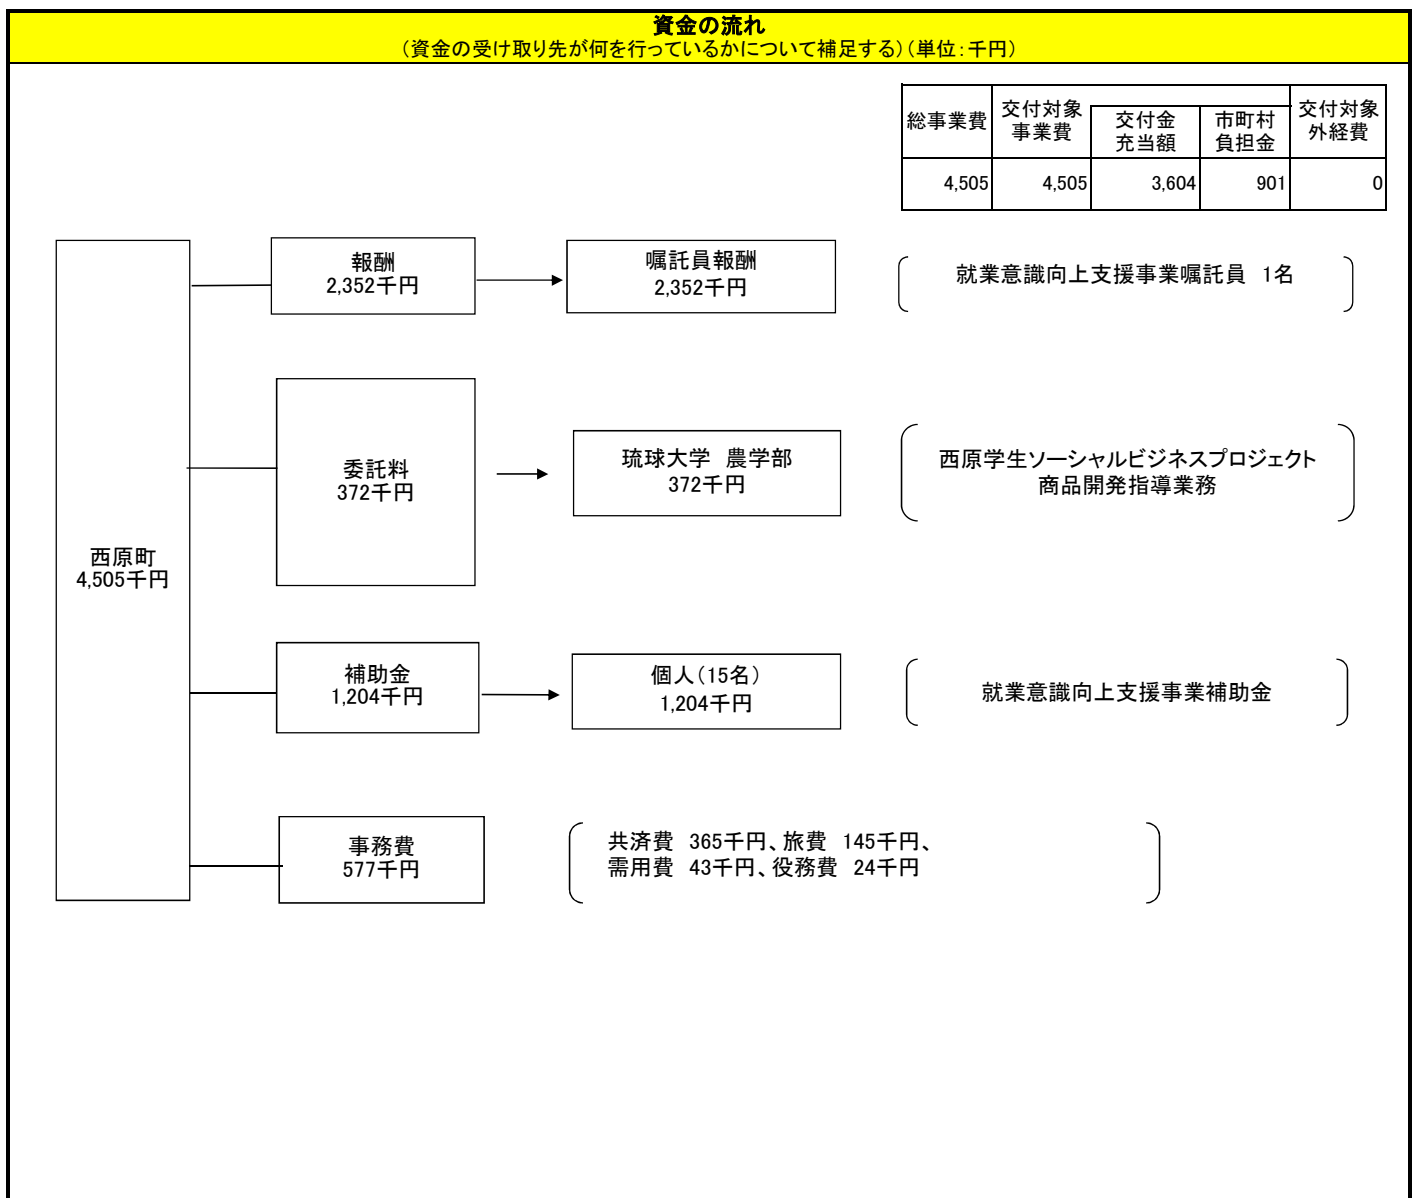 資金の流れ
（資金の受け取り先が何を行っているかについて補足する）（単位：千円）
総事業費 交付対象事業費 交付金充当額 市町村負担金 交付対象外経費
4,505 4,505 3,604 901 0
報酬
2,352千円
嘱託員報酬
2,352千円
就業意識向上支援事業嘱託員　1名
委託料
372千円
琉球大学　農学部
372千円
西原学生ソーシャルビジネスプロジェクト
商品開発指導業務
西原町
4,505千円
補助金
1,204千円
個人（15名）
1,204千円
就業意識向上支援事業補助金
事務費
577千円
共済費　365千円、旅費　145千円、
需用費　43千円、役務費　24千円